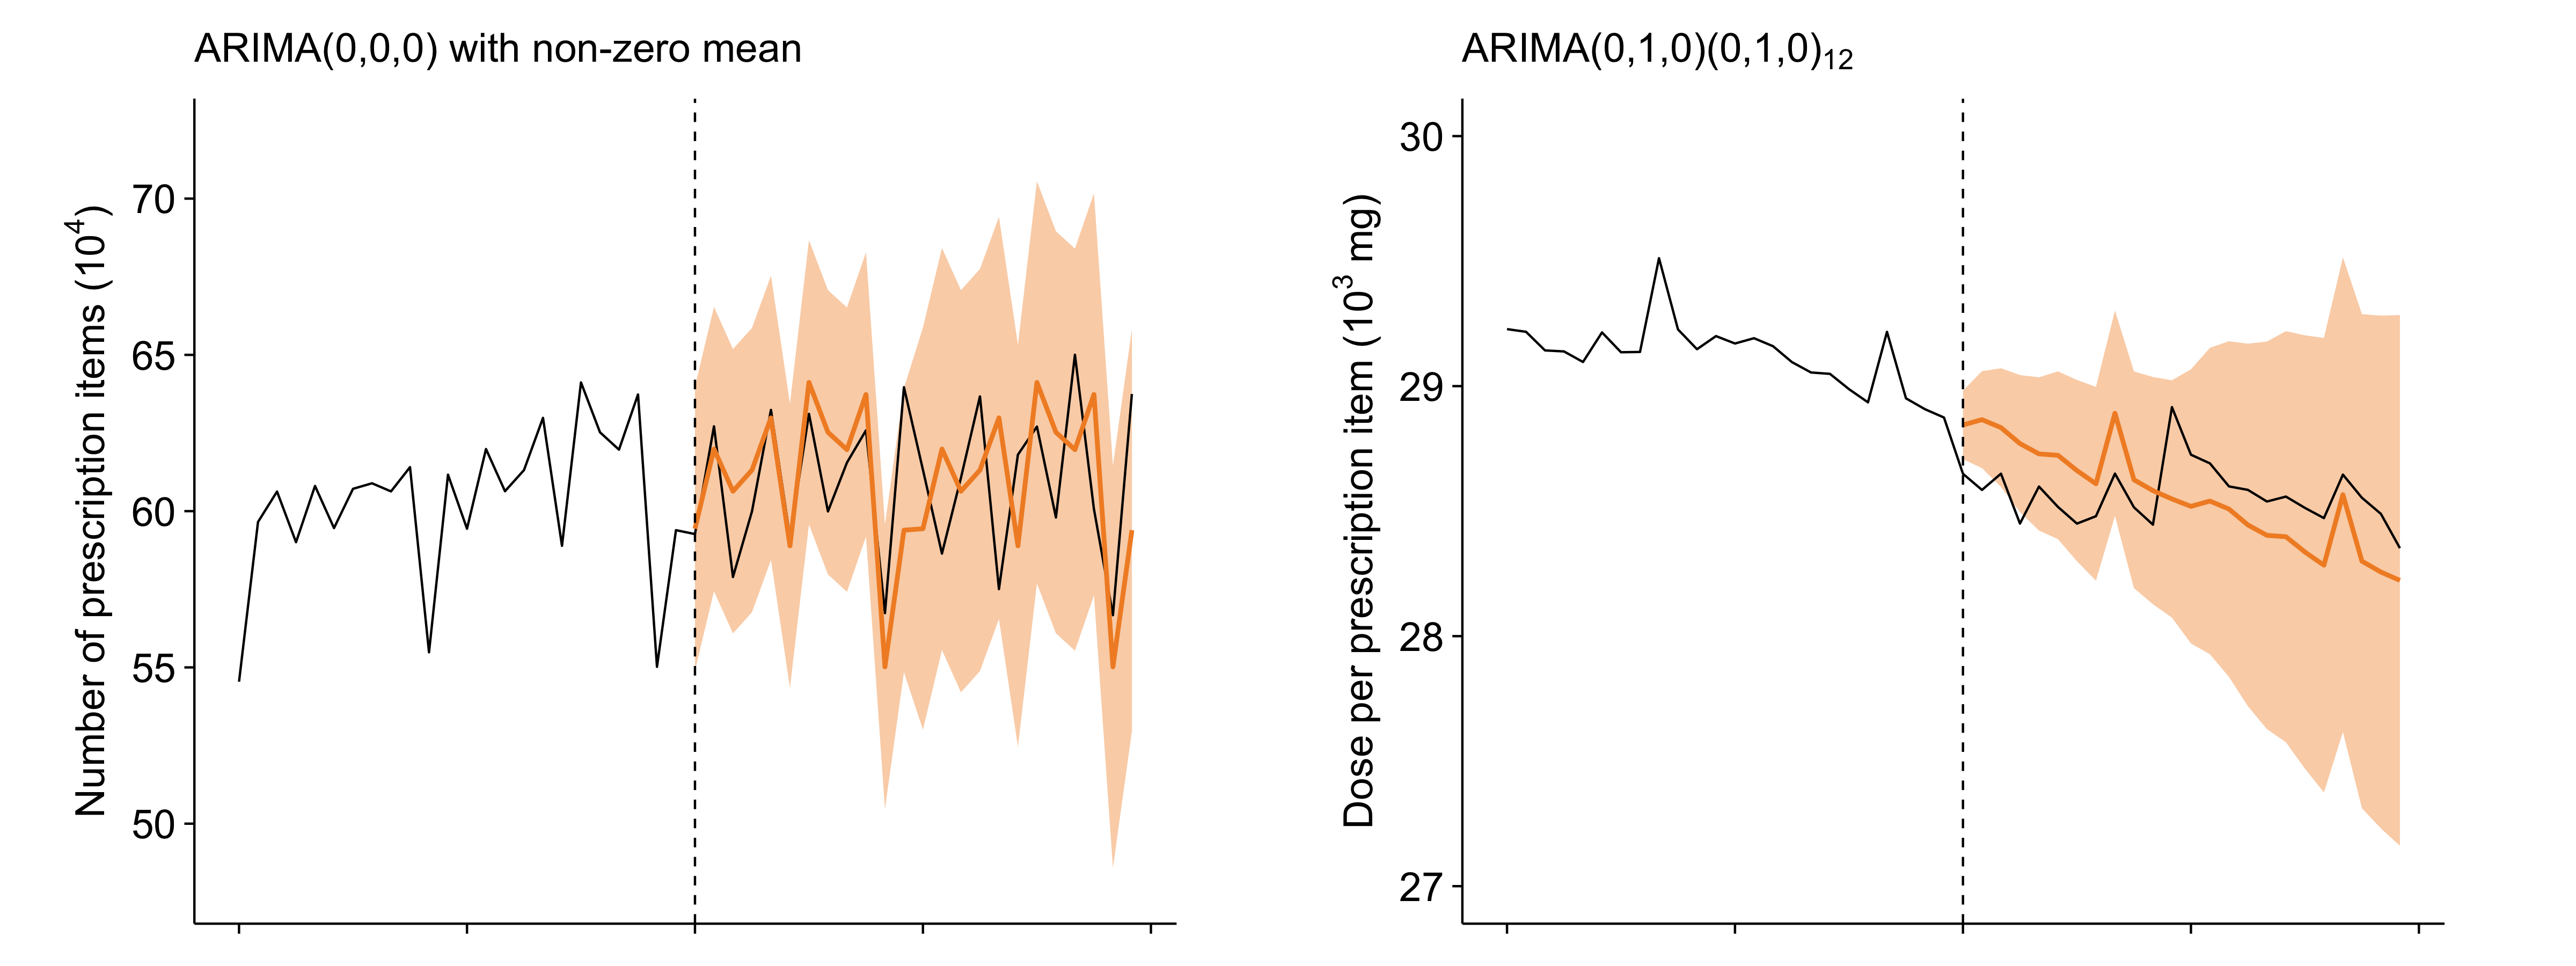 ARIMA(0,0,0) with non-zero mean
Number of prescription items (10⁴)
70
65
60
55
50
ARIMA(0,1,0)(0,1,0)₁₂
Dose per prescription item (10³ mg)
30
29
28
27